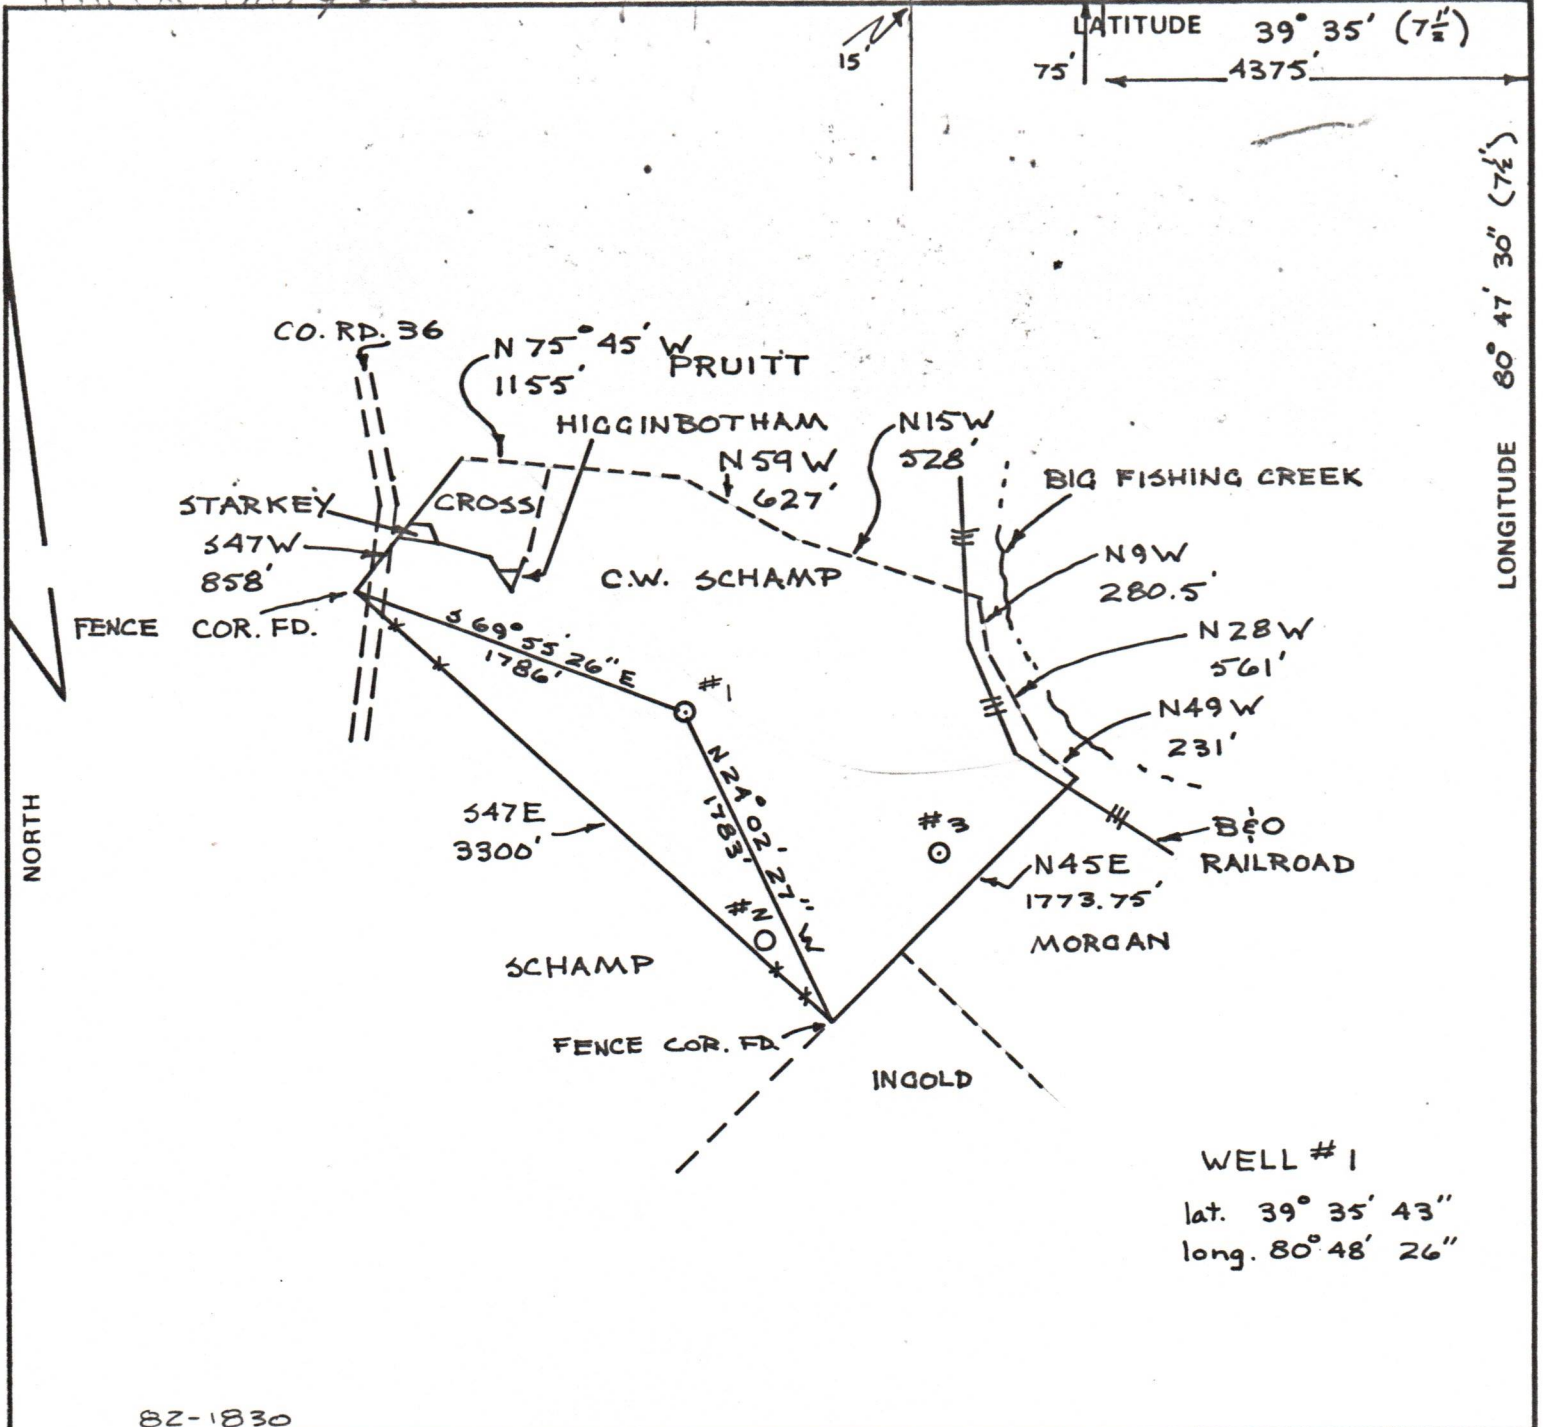 LATITUDE 39° 35' (7½')
15'
75'
4375'
LONGITUDE 80° 47' 30" (7½')
CO. RD. 36
N 75° 45' W
1155'
PRUITT
HIGGINBOTHAM
N59W
627'
N15W
528'
BIG FISHING CREEK
STARKEY
CROSS
S47W
858'
C.W. SCHAMP
N9W
280.5'
FENCE COR. FD.
S 69° 55' 26" E
1786'
N28W
561'
#1
N49W
231'
NORTH
S47E
3300'
N24° 02' 27" W
1783'
#3
B&O
RAILROAD
N45E
1773.75'
MORGAN
#2
SCHAMP
FENCE COR. FD.
INGOLD
WELL #1
lat. 39° 35' 43"
long. 80° 48' 26"
82-1830